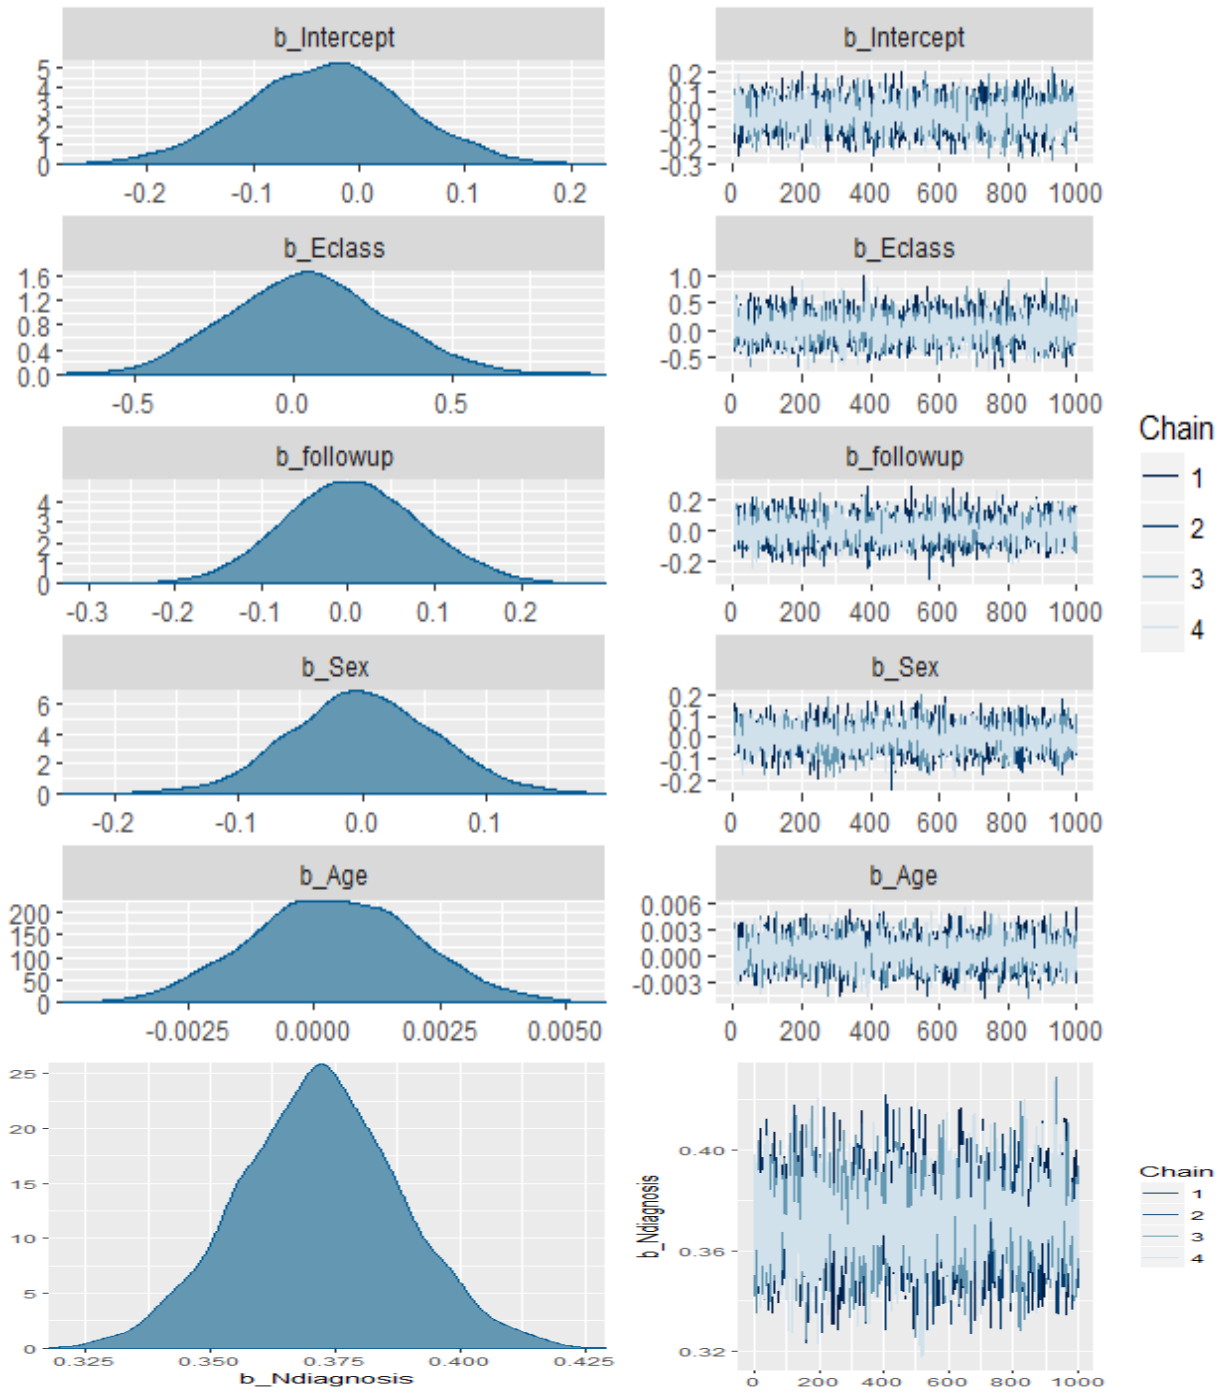 b_Intercept
5
4
3
2
1
0
-0.2 -0.1 0.0 0.1 0.2
b_Intercept
0.2
0.1
0.0
-0.1
-0.2
-0.3
0 200 400 600 800 1000
b_Eclass
1.6
1.2
0.8
0.4
0.0
-0.5 0.0 0.5
b_Eclass
1.0
0.5
0.0
-0.5
0 200 400 600 800 1000
b_followup
4
3
2
1
0
-0.3 -0.2 -0.1 0.0 0.1 0.2
b_followup
0.2
0.0
-0.2
0 200 400 600 800 1000
Chain
1
2
3
4
b_Sex
6
4
2
0
-0.2 -0.1 0.0 0.1
b_Sex
0.2
0.1
0.0
-0.1
-0.2
0 200 400 600 800 1000
b_Age
200
150
100
50
0
-0.0025 0.0000 0.0025 0.0050
b_Age
0.006
0.003
0.000
-0.003
0 200 400 600 800 1000
25
20
15
10
5
0
0.325 0.350 0.375 0.400 0.425
b_Ndiagnosis
b_Ndiagnosis
0.40
0.36
0.32
0 200 400 600 800 1000
Chain
1
2
3
4